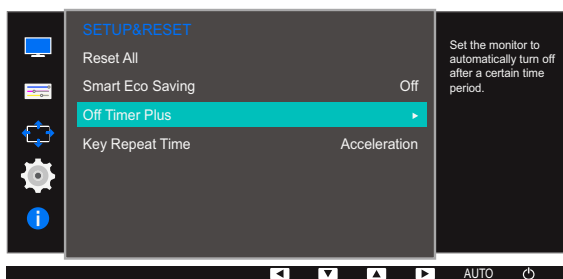 SETUP&RESET
Reset All
Smart Eco Saving Off
Off Timer Plus
Key Repeat Time Acceleration
Set the monitor to
automatically turn off
after a certain time
period.
AUTO